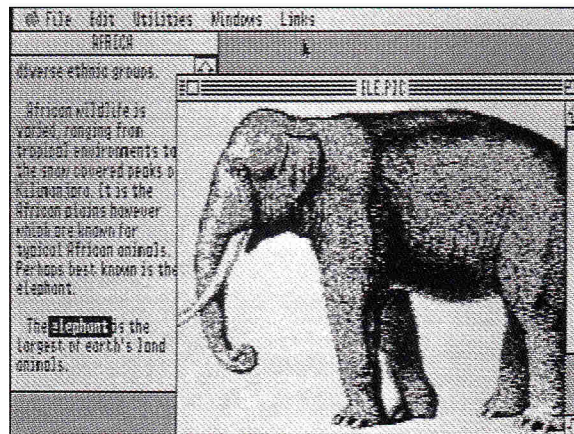 File Edit Utilities Windows Links
AFRICA
diverse ethnic groups.
African wildlife is
varied, ranging from
tropical environments to
the snow covered peaks o
Kilimanjaro. It is the
African plains however
which are known for
typical African animals.
Perhaps best known is the
elephant.
The elephant is the
largest of earth's land
animals.
ELE.PIC